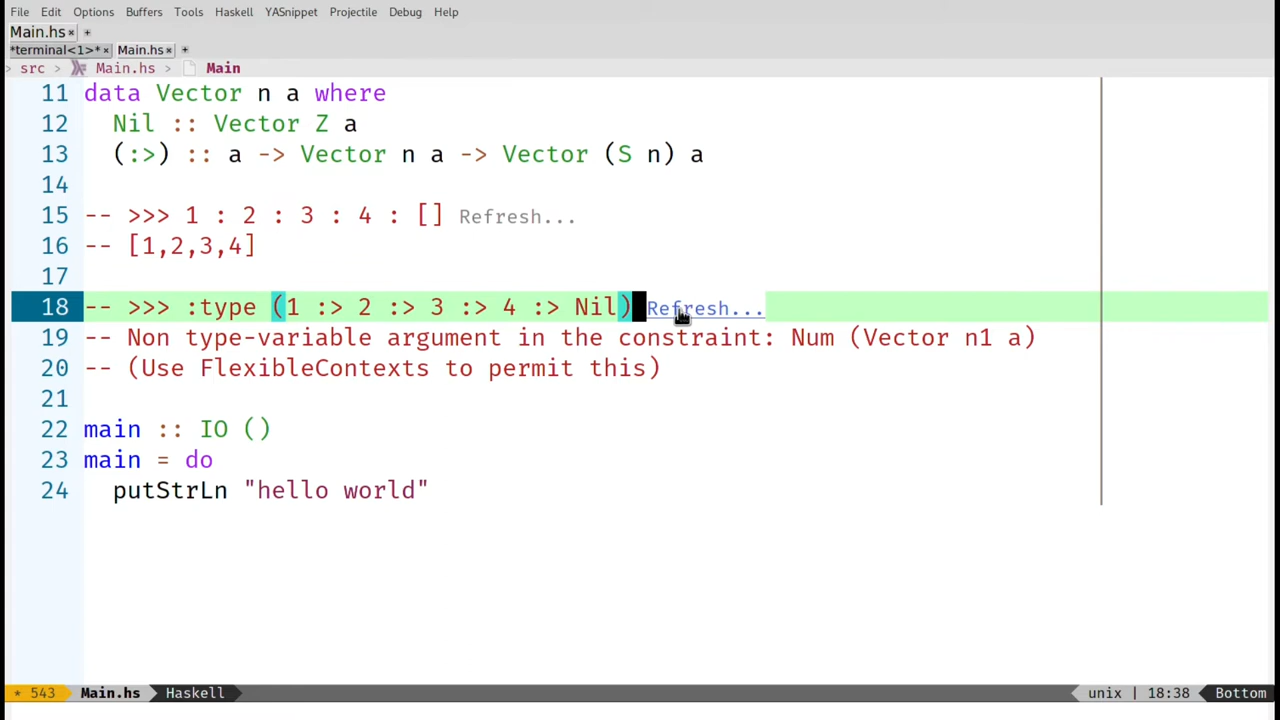 File Edit Options Buffers Tools Haskell YASnippet Projectile Debug Help
Main.hs × +
*terminal<1>* × Main.hs × +
> src > Main.hs > Main
11 data Vector n a where
12 Nil :: Vector Z a
13 (:>) :: a -> Vector n a -> Vector (S n) a
14
15 -- >>> 1 : 2 : 3 : 4 : [] Refresh...
16 -- [1,2,3,4]
17
18 -- >>> :type (1 :> 2 :> 3 :> 4 :> Nil) Refresh...
19 -- Non type-variable argument in the constraint: Num (Vector n1 a)
20 -- (Use FlexibleContexts to permit this)
21
22 main :: IO ()
23 main = do
24 putStrLn "hello world"
* 543 Main.hs Haskell unix | 18:38 Bottom